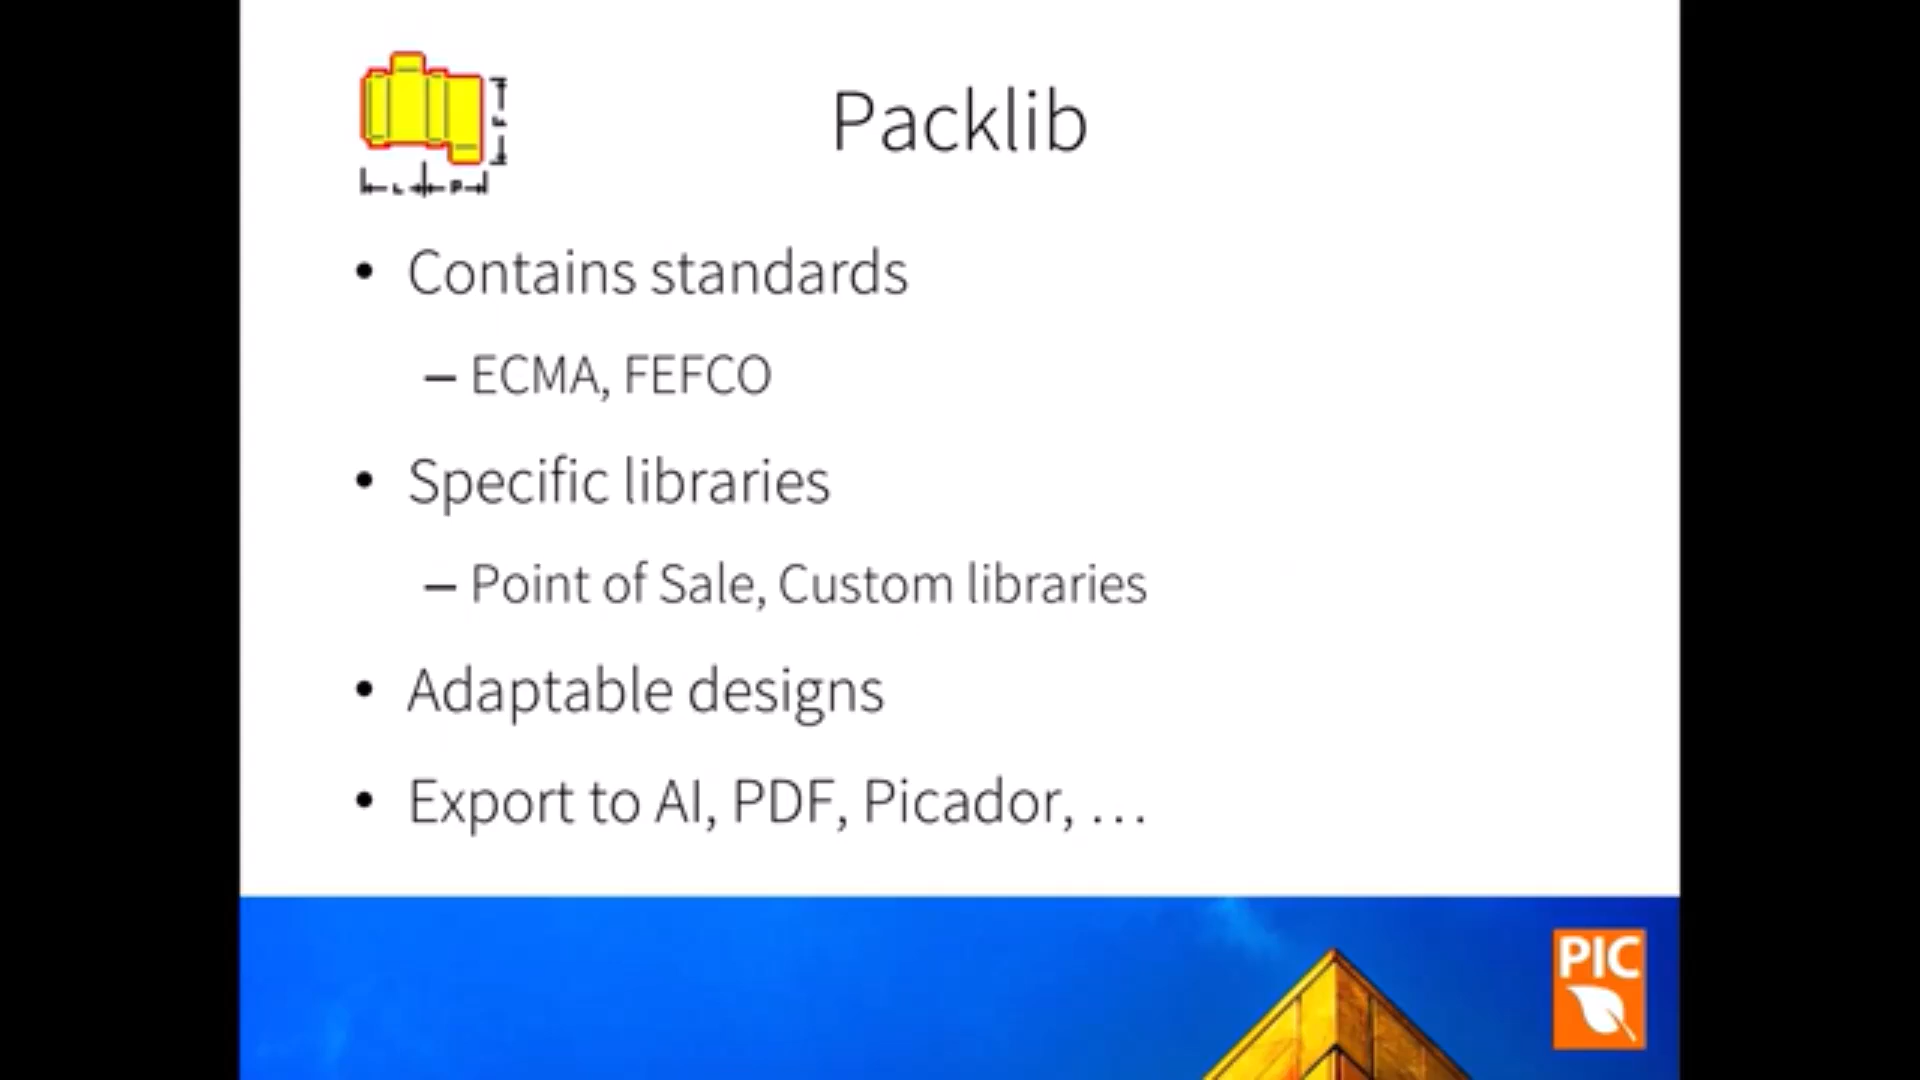 Packlib
• Contains standards
– ECMA, FEFCO
• Specific libraries
– Point of Sale, Custom libraries
• Adaptable designs
• Export to AI, PDF, Picador, …
PIC